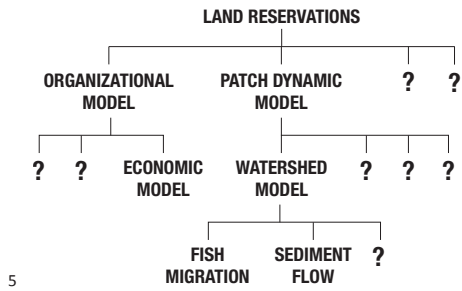 LAND RESERVATIONS
ORGANIZATIONAL
MODEL
PATCH DYNAMIC
MODEL
?
?
?
?
ECONOMIC
MODEL
WATERSHED
MODEL
?
?
?
FISH
MIGRATION
SEDIMENT
FLOW
?
5